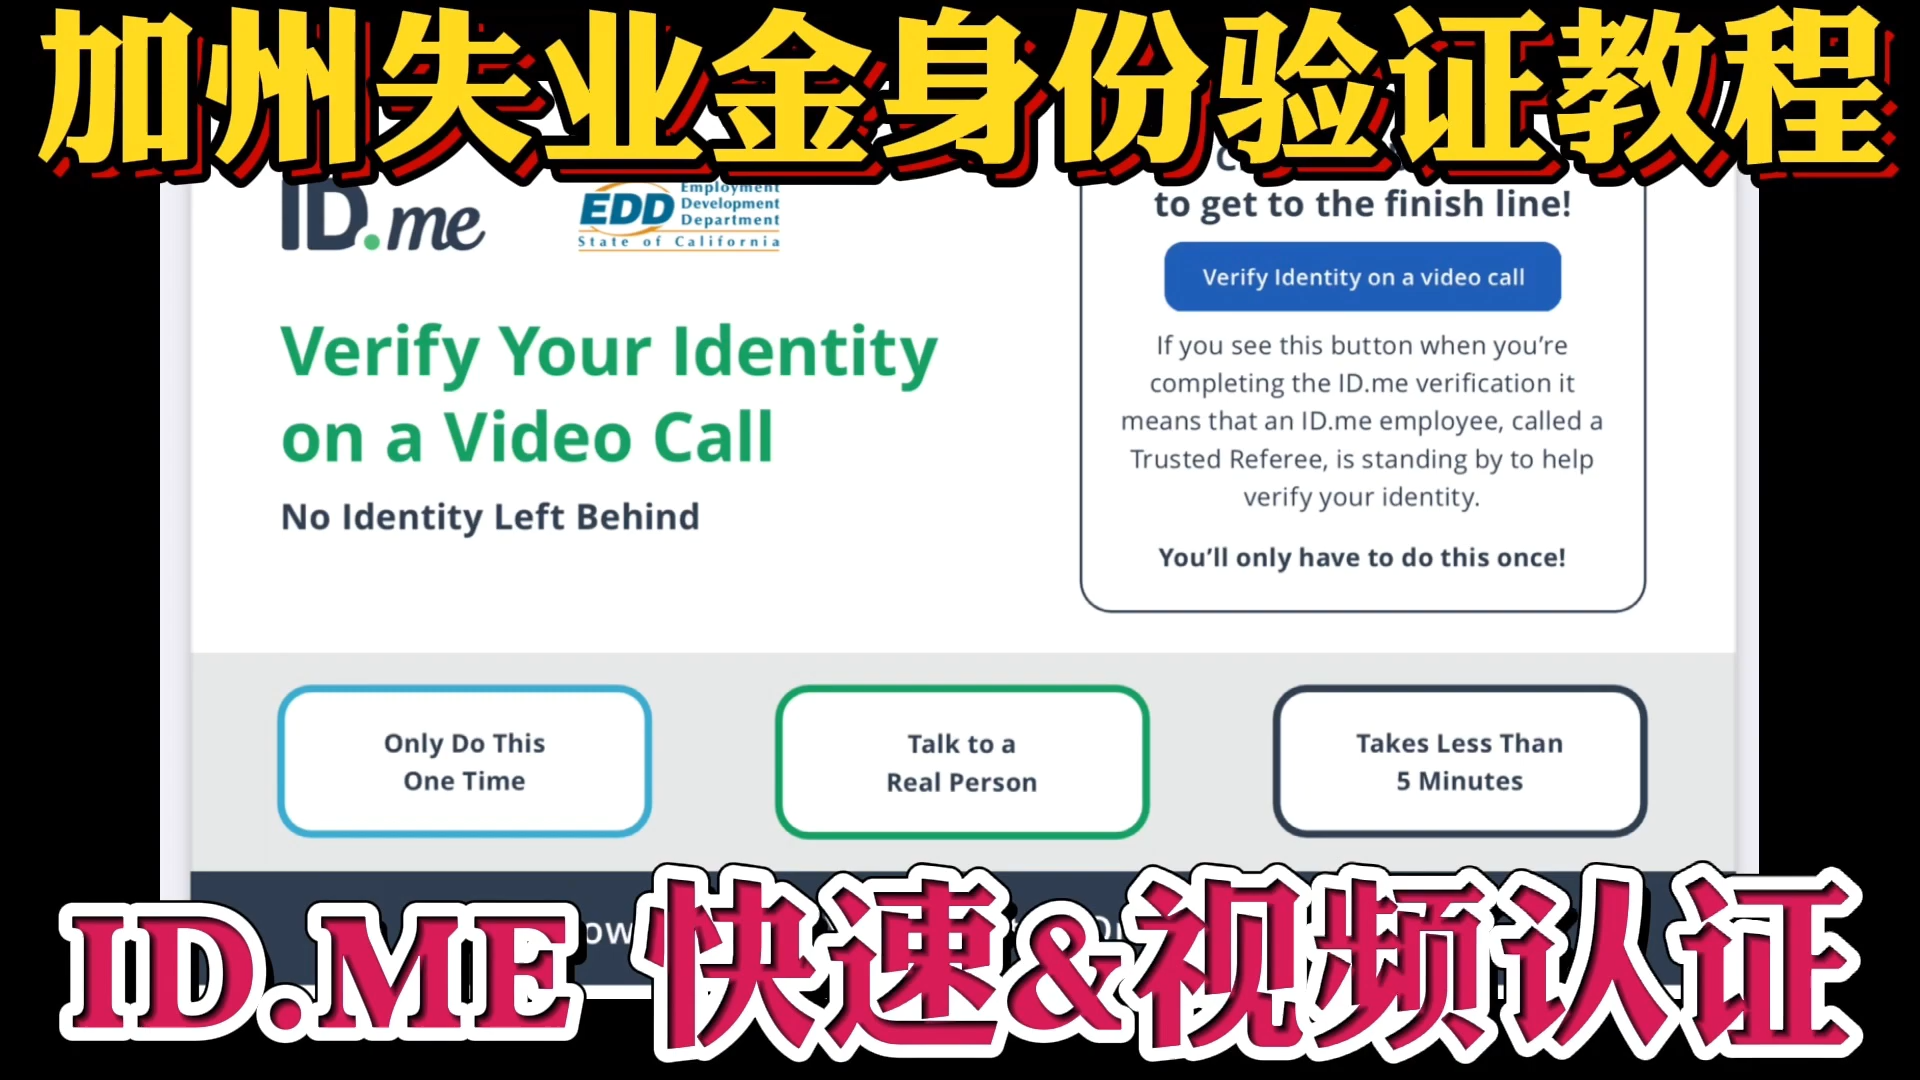 加州失业金身份验证教程
to get to the finish line!
ID.me
EDD
Employment
Development
Department
State of California
Verify Identity on a video call
Verify Your Identity
on a Video Call
No Identity Left Behind
If you see this button when you’re
completing the ID.me verification it
means that an ID.me employee, called a
Trusted Referee, is standing by to help
verify your identity.
You’ll only have to do this once!
Only Do This
One Time
Talk to a
Real Person
Takes Less Than
5 Minutes
ID.ME 快速&视频认证